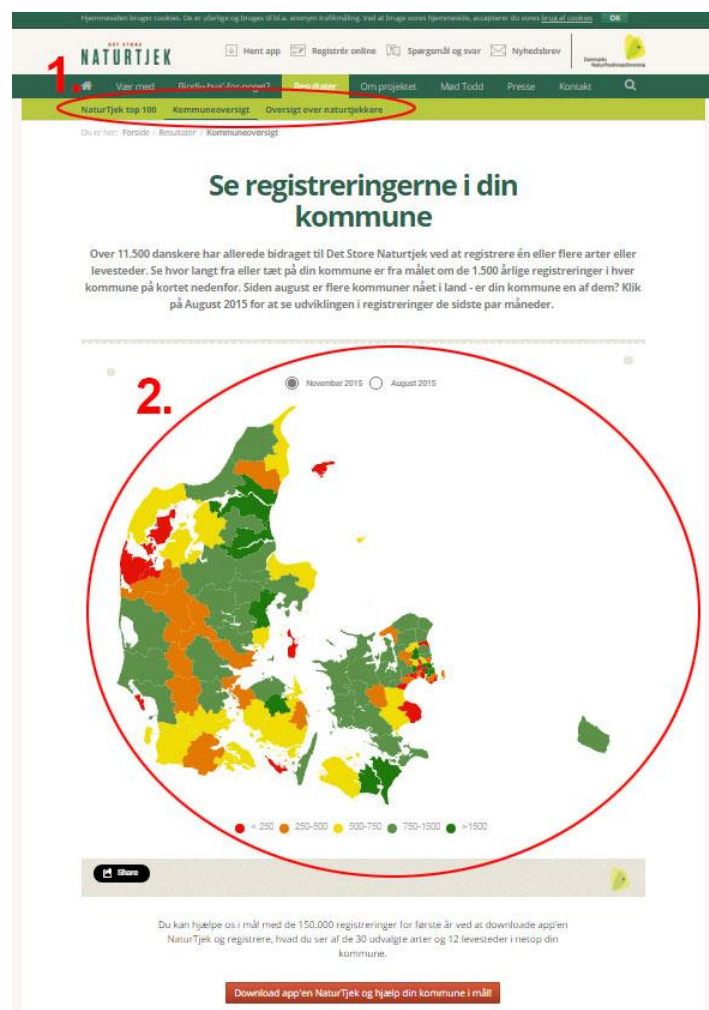 Hjemmesiden bruger cookies. De er ufarlige og bruges til bl.a. anonym trafikmåling. Ved at bruge vores hjemmeside, accepterer du vores brug af cookies OK
DET STORE
NATURTJEK
Hent app Registrér online Spørgsmål og svar Nyhedsbrev
Danmarks
Naturfredningsforening
1.
Vær med Resultater Om projektet Mød Todd Presse Kontakt
NaturTjek top 100 Kommuneoversigt Oversigt over naturtjekkere
Du er her: Forside / Resultater / Kommuneoversigt
Se registreringerne i din
kommune
Over 11.500 danskere har allerede bidraget til Det Store Naturtjek ved at registrere én eller flere arter eller
levesteder. Se hvor langt fra eller tæt på din kommune er fra målet om de 1.500 årlige registreringer i hver
kommune på kortet nedenfor. Siden august er flere kommuner nået i land - er din kommune en af dem? Klik
på August 2015 for at se udviklingen i registreringer de sidste par måneder.
2.
November 2015 August 2015
< 250 250-500 500-750 750-1500 >1500
Share
Du kan hjælpe os i mål med de 150.000 registreringer for første år ved at downloade app'en
NaturTjek og registrere, hvad du ser af de 30 udvalgte arter og 12 levesteder i netop din
kommune.
Download app'en NaturTjek og hjælp din kommune i mål!